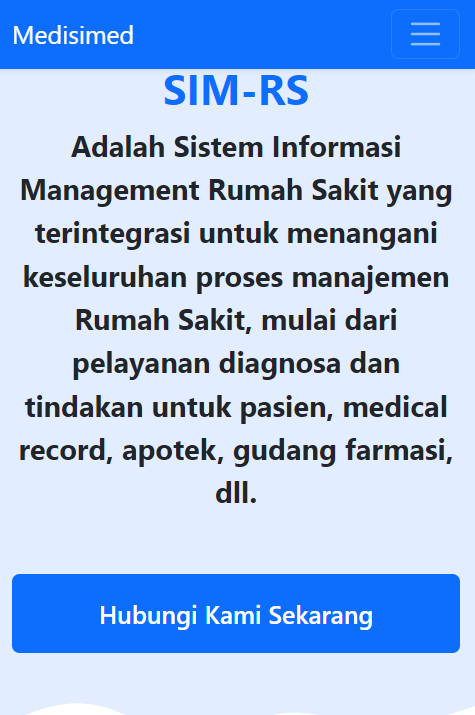 Medisimed
SIM-RS
Adalah Sistem Informasi
Management Rumah Sakit yang
terintegrasi untuk menangani
keseluruhan proses manajemen
Rumah Sakit, mulai dari
pelayanan diagnosa dan
tindakan untuk pasien, medical
record, apotek, gudang farmasi,
dll.
Hubungi Kami Sekarang